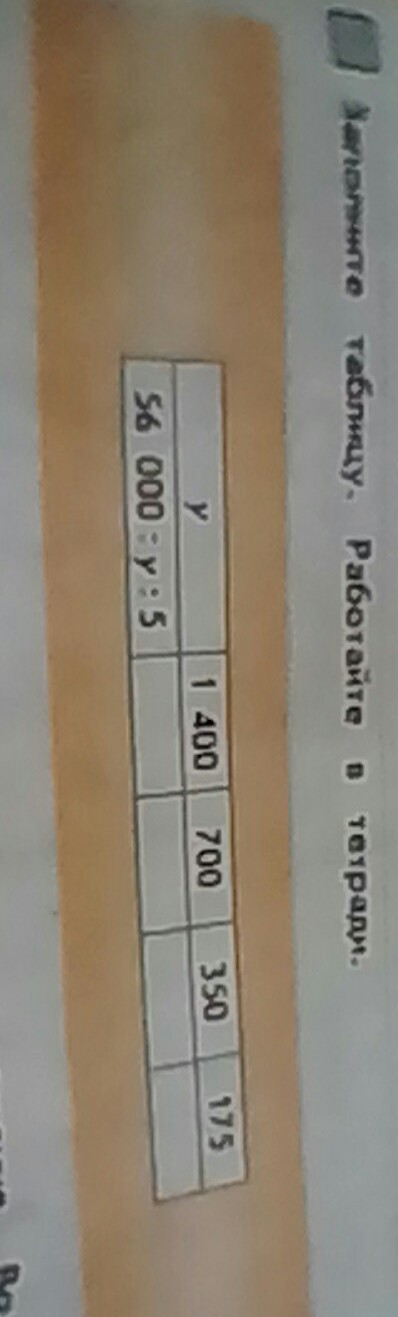 Заполните таблицу. Работайте в тетради.
y 1 400 700 350 175
56 000 : y : 5